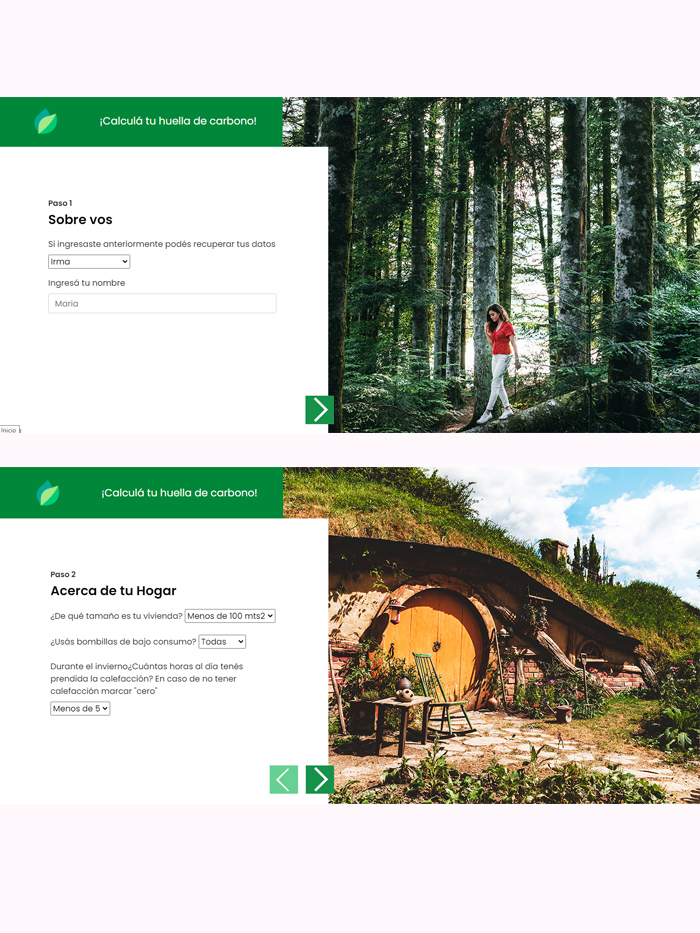 ¡Calculá tu huella de carbono!
Paso 1
Sobre vos
Si ingresaste anteriormente podés recuperar tus datos
Irma
Ingresá tu nombre
Maria
Inicio
¡Calculá tu huella de carbono!
Paso 2
Acerca de tu Hogar
¿De qué tamaño es tu vivienda? Menos de 100 mts2
¿Usás bombillas de bajo consumo? Todas
Durante el invierno¿Cuántas horas al día tenés
prendida la calefacción? En caso de no tener
calefacción marcar "cero"
Menos de 5